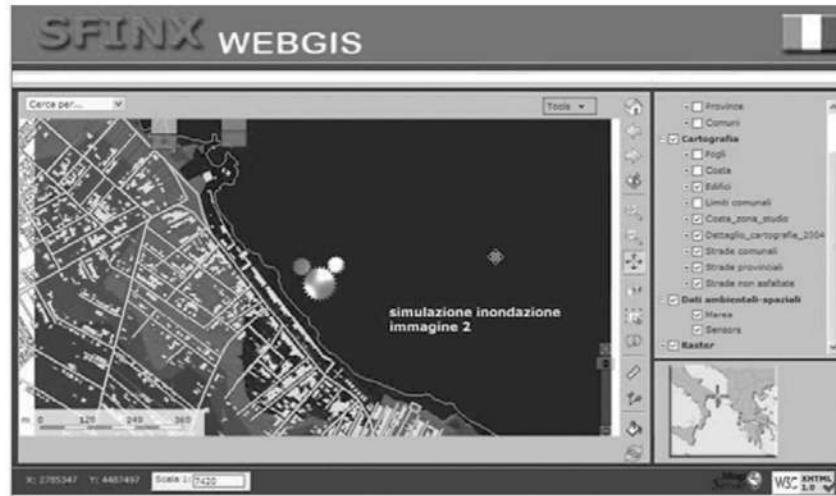 SFINX WEBGIS
Cerca per...
Tools
Province
Comuni
Cartografia
Fogli
Costa
Edifici
Limiti comunali
Costa_zona_studio
Dettaglio_cartografia_2004
Strade comunali
Strade provinciali
Strade non asfaltate
Dati ambientali-spaziali
Marea
Sensors
Raster
simulazione inondazione
immagine 2
m 0 120 240 360
X: 2785347 Y: 4487497 Scala 1: 7420
W3C XHTML 1.0